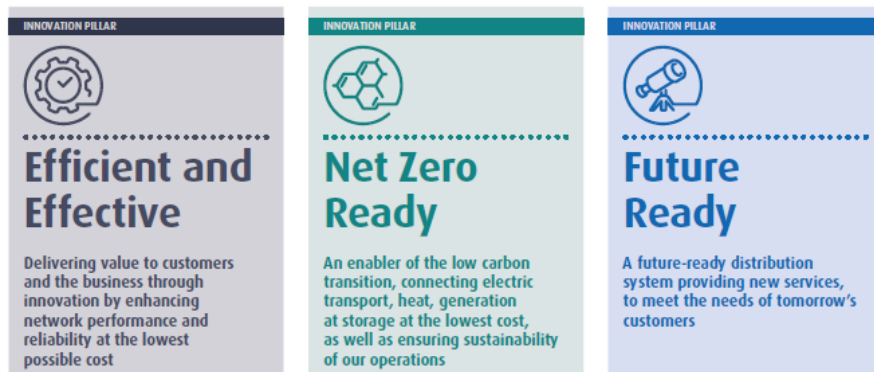 INNOVATION PILLAR
Efficient and
Effective
Delivering value to customers
and the business through
innovation by enhancing
network performance and
reliability at the lowest
possible cost
INNOVATION PILLAR
Net Zero
Ready
An enabler of the low carbon
transition, connecting electric
transport, heat, generation
at storage at the lowest cost,
as well as ensuring sustainability
of our operations
INNOVATION PILLAR
Future
Ready
A future-ready distribution
system providing new services,
to meet the needs of tomorrow's
customers